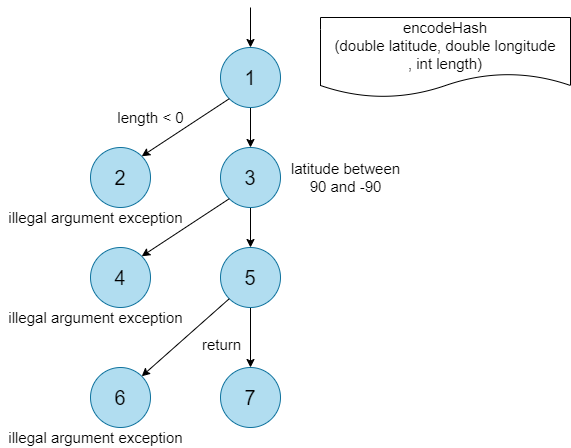 encodeHash
(double latitude, double longitude
, int length)
1
length < 0
2
3
latitude between
90 and -90
illegal argument exception
4
5
illegal argument exception
return
6
7
illegal argument exception